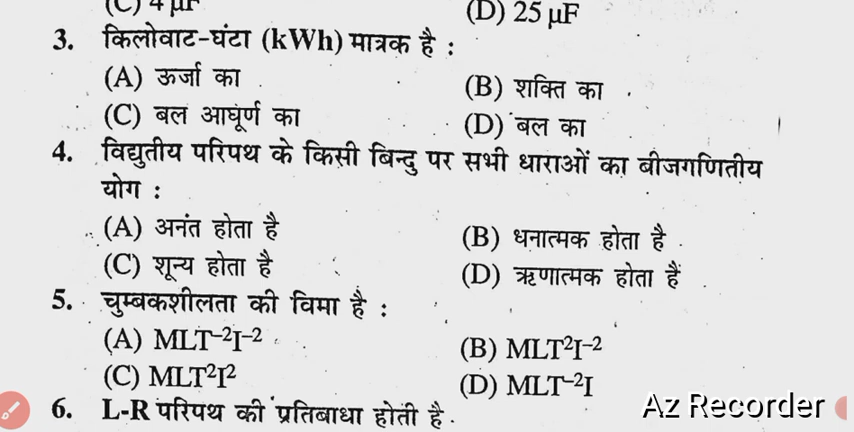 (C) 4 µF (D) 25 µF
3. किलोवाट-घंटा (kWh) मात्रक है :
(A) ऊर्जा का (B) शक्ति का
(C) बल आघूर्ण का (D) बल का
4. विद्युतीय परिपथ के किसी बिन्दु पर सभी धाराओं का बीजगणितीय
योग :
(A) अनंत होता है (B) धनात्मक होता है
(C) शून्य होता है (D) ऋणात्मक होता हैं
5. चुम्बकशीलता की विमा है :
(A) MLT⁻²I⁻² (B) MLT²I⁻²
(C) MLT²I² (D) MLT⁻²I
6. L-R परिपथ की प्रतिबाधा होती है
Az Recorder